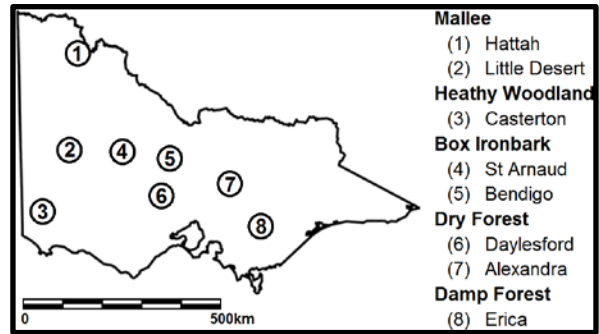 1
2
4
5
7
6
3
8
0
500km
Mallee
(1) Hattah
(2) Little Desert
Heathy Woodland
(3) Casterton
Box Ironbark
(4) St Arnaud
(5) Bendigo
Dry Forest
(6) Daylesford
(7) Alexandra
Damp Forest
(8) Erica